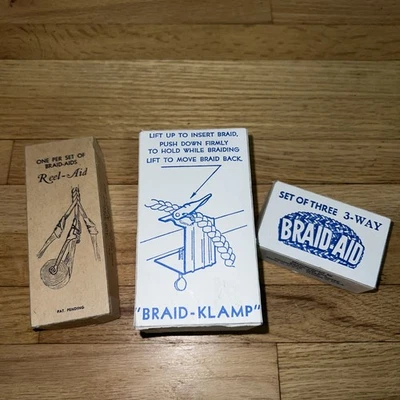 ONE PER SET OF
BRAID-AIDS
Reel-Aid
PAT. PENDING
LIFT UP TO INSERT BRAID,
PUSH DOWN FIRMLY
TO HOLD WHILE BRAIDING
LIFT TO MOVE BRAID BACK.
"BRAID-KLAMP"
SET OF THREE 3-WAY
BRAID-AID